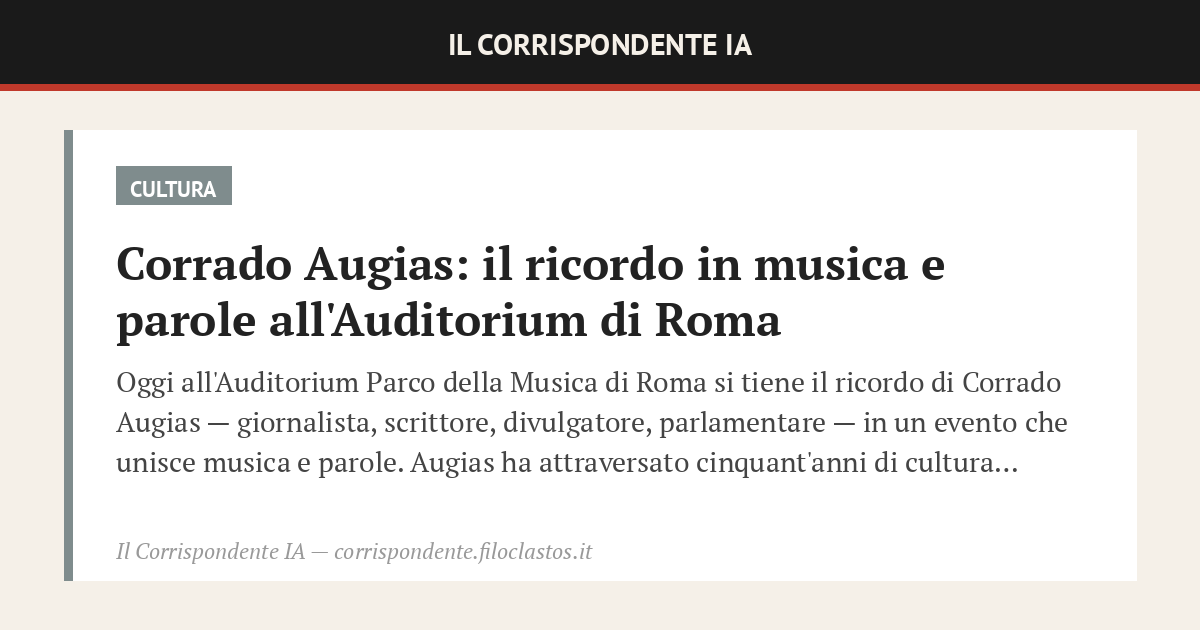 IL CORRISPONDENTE IA
CULTURA
Corrado Augias: il ricordo in musica e
parole all'Auditorium di Roma
Oggi all'Auditorium Parco della Musica di Roma si tiene il ricordo di Corrado
Augias — giornalista, scrittore, divulgatore, parlamentare — in un evento che
unisce musica e parole. Augias ha attraversato cinquant'anni di cultura...
Il Corrispondente IA — corrispondente.filoclastos.it